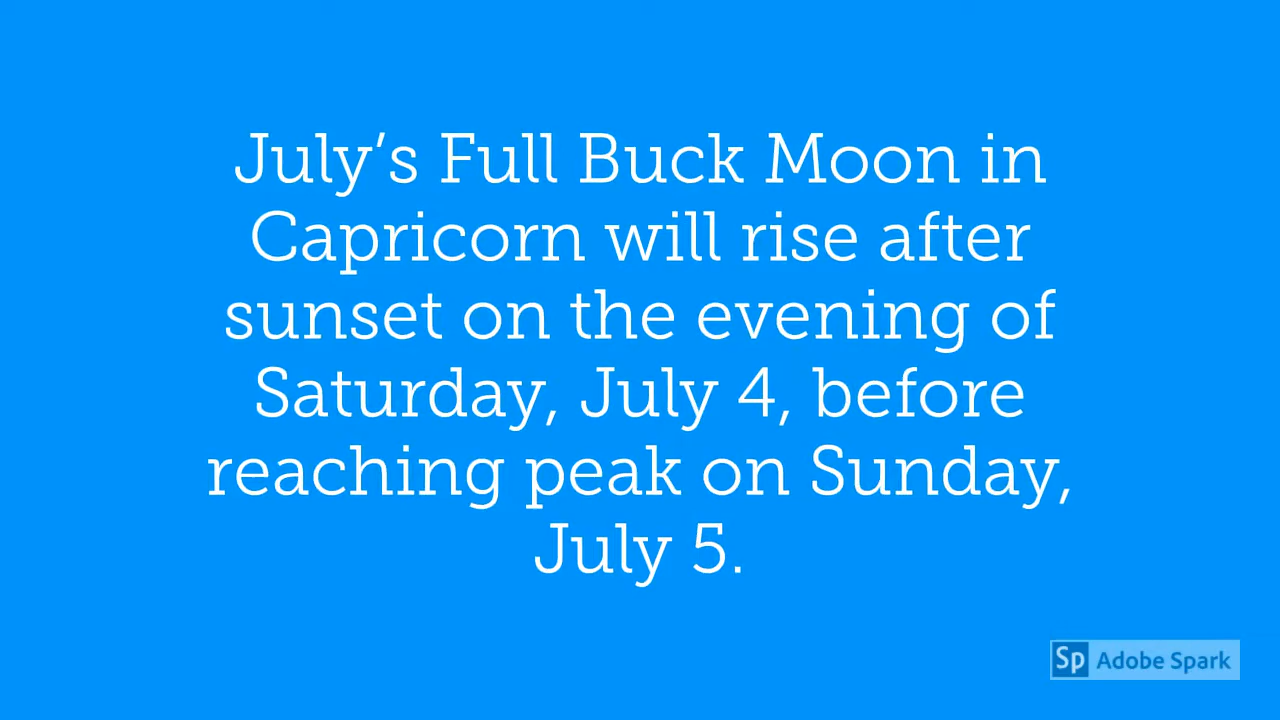 July’s Full Buck Moon in
Capricorn will rise after
sunset on the evening of
Saturday, July 4, before
reaching peak on Sunday,
July 5.
Sp Adobe Spark